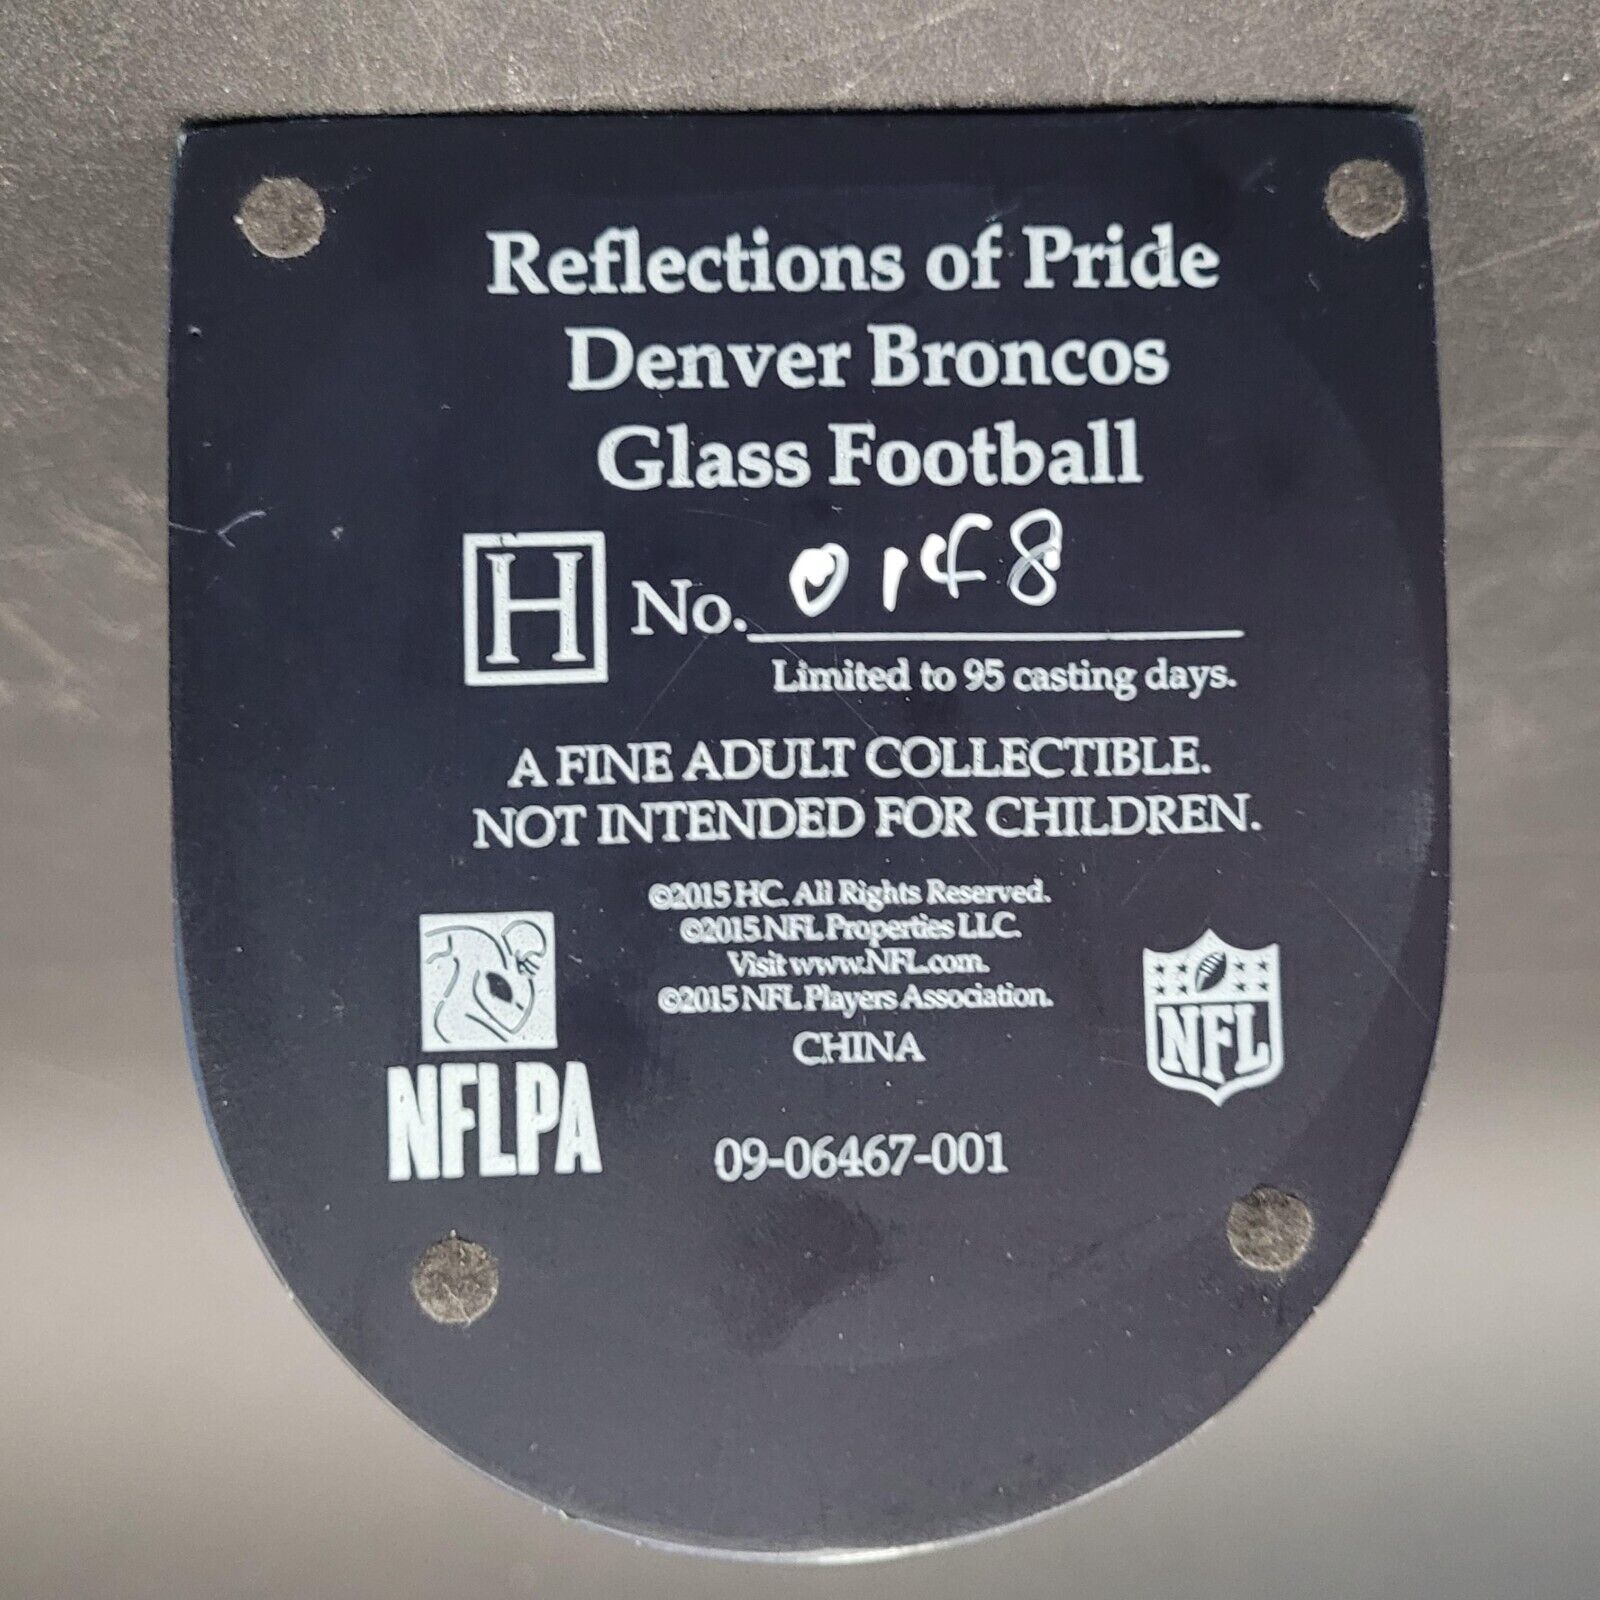 Reflections of Pride
Denver Broncos
Glass Football
H No. 0148
Limited to 95 casting days.
A FINE ADULT COLLECTIBLE.
NOT INTENDED FOR CHILDREN.
©2015 HC. All Rights Reserved.
©2015 NFL Properties LLC.
Visit www.NFL.com.
©2015 NFL Players Association.
CHINA
NFLPA
NFL
09-06467-001